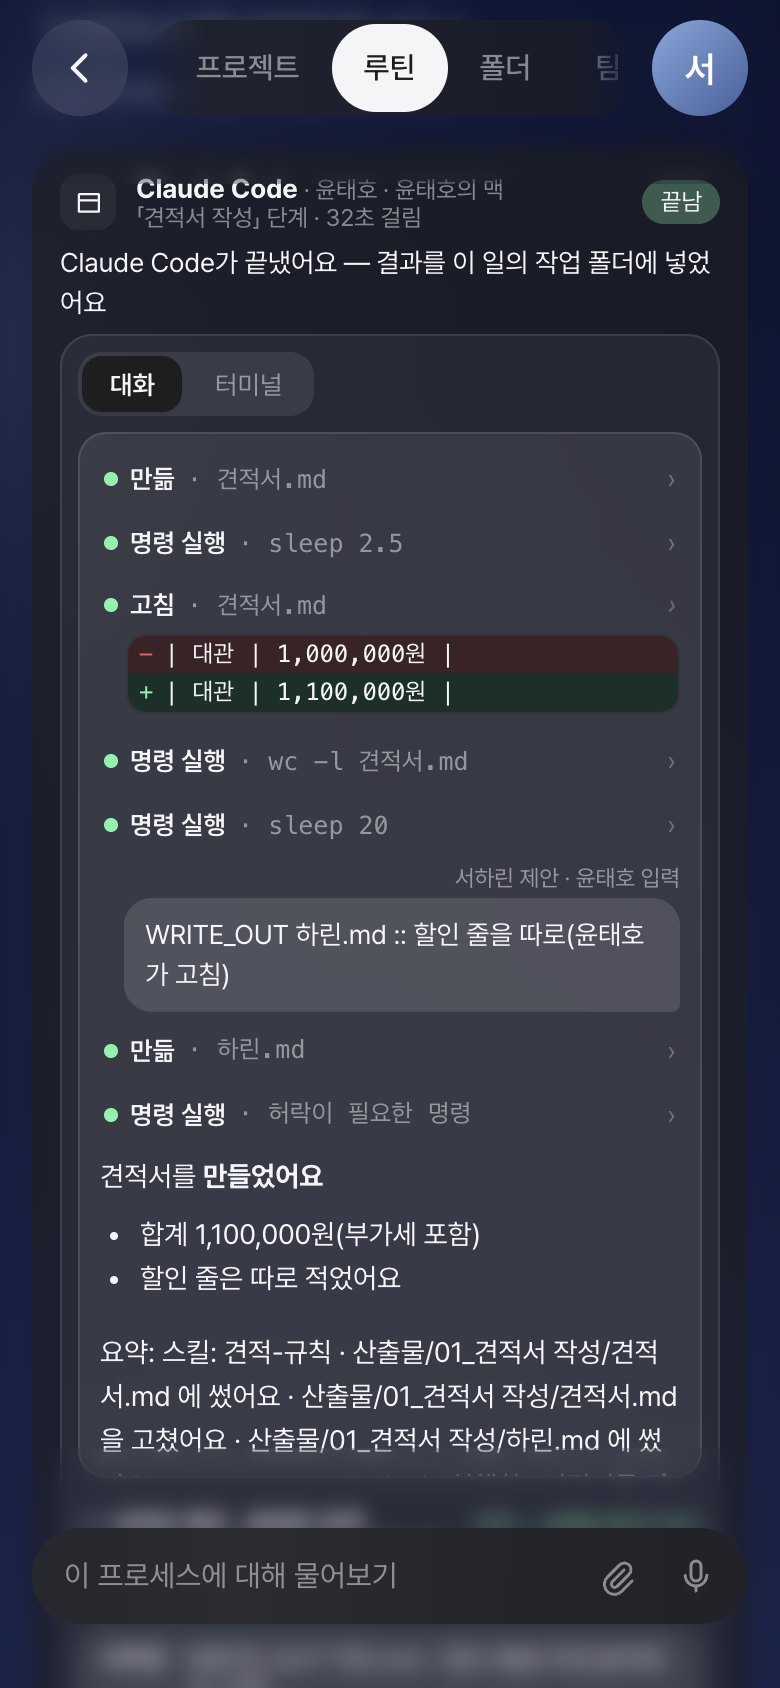 프로젝트 루틴 폴더 팀 서
Claude Code · 윤태호 · 윤태호의 맥
「견적서 작성」 단계 · 32초 걸림
끝남
Claude Code가 끝냈어요 — 결과를 이 일의 작업 폴더에 넣었
어요
대화 터미널
만듦 · 견적서.md
명령 실행 · sleep 2.5
고침 · 견적서.md
− | 대관 | 1,000,000원 |
+ | 대관 | 1,100,000원 |
명령 실행 · wc −l 견적서.md
명령 실행 · sleep 20
서하린 제안 · 윤태호 입력
WRITE_OUT 하린.md :: 할인 줄을 따로(윤태호
가 고침)
만듦 · 하린.md
명령 실행 · 허락이 필요한 명령
견적서를 만들었어요
• 합계 1,100,000원(부가세 포함)
• 할인 줄은 따로 적었어요
요약: 스킬: 견적-규칙 · 산출물/01_견적서 작성/견적
서.md 에 썼어요 · 산출물/01_견적서 작성/견적서.md
을 고쳤어요 · 산출물/01_견적서 작성/하린.md 에 썼
이 프로세스에 대해 물어보기